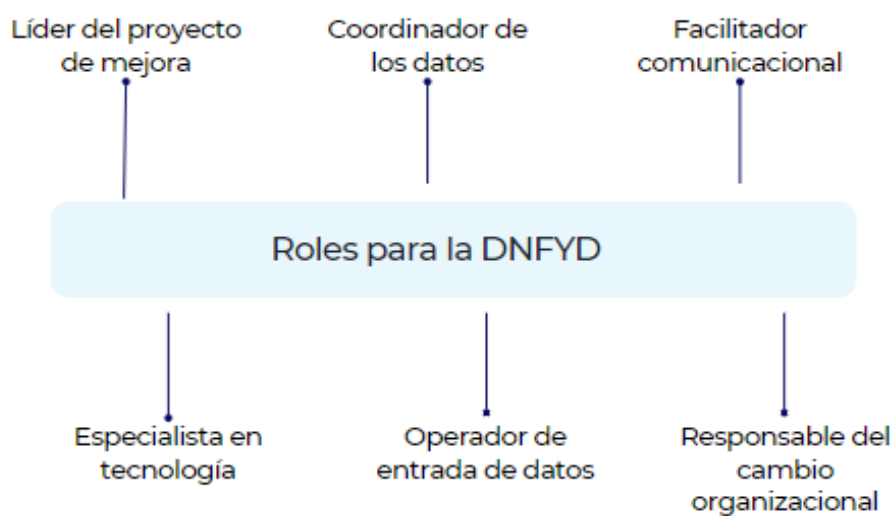 Líder del proyecto
de mejora
Coordinador de
los datos
Facilitador
comunicacional
Roles para la DNFYD
Especialista en
tecnología
Operador de
entrada de datos
Responsable del
cambio
organizacional